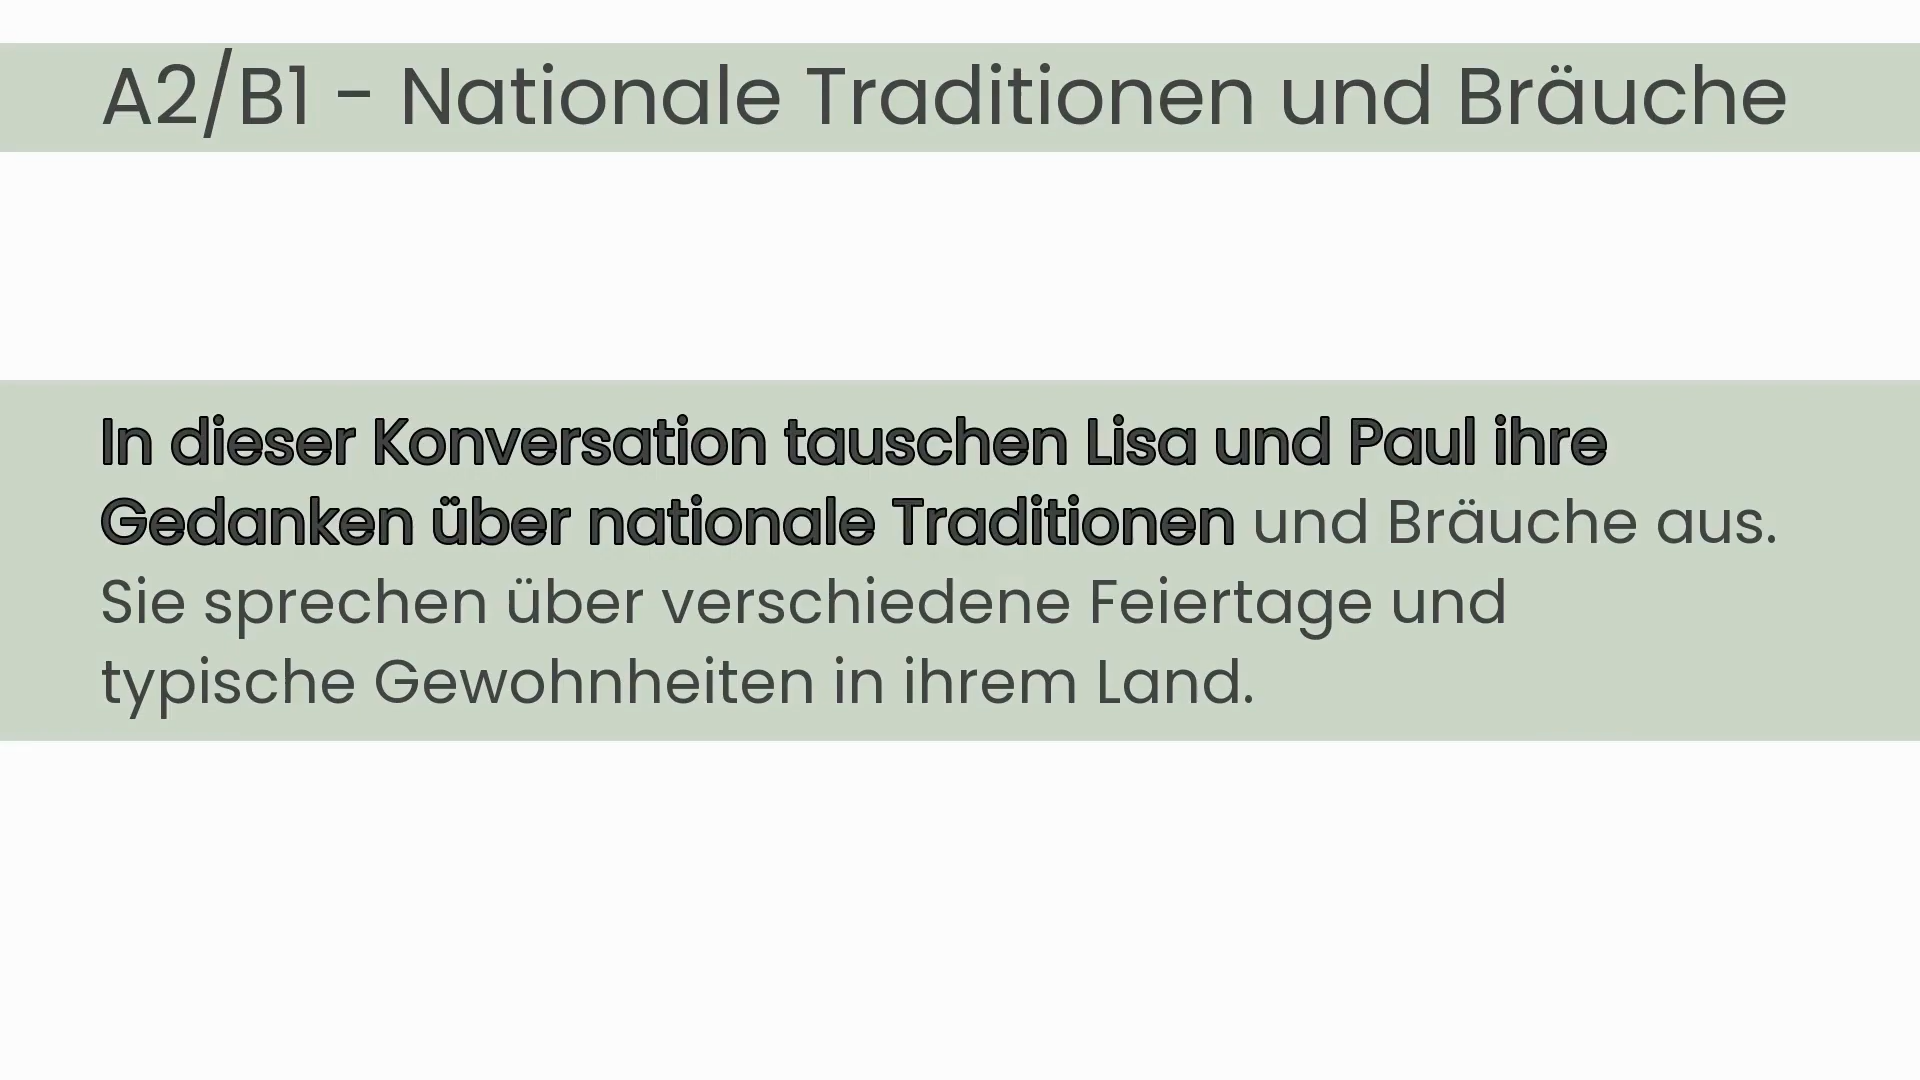 A2/B1 - Nationale Traditionen und Bräuche
In dieser Konversation tauschen Lisa und Paul ihre
Gedanken über nationale Traditionen und Bräuche aus.
Sie sprechen über verschiedene Feiertage und
typische Gewohnheiten in ihrem Land.